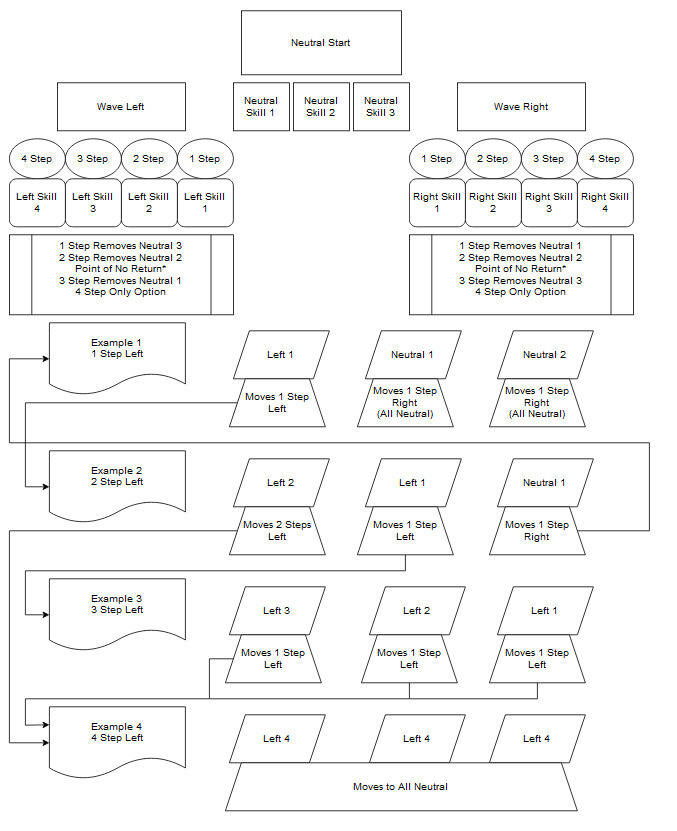 Neutral Start
Wave Left
Neutral
Skill 1
Neutral
Skill 2
Neutral
Skill 3
Wave Right
4 Step
3 Step
2 Step
1 Step
1 Step
2 Step
3 Step
4 Step
Left Skill
4
Left Skill
3
Left Skill
2
Left Skill
1
Right Skill
1
Right Skill
2
Right Skill
3
Right Skill
4
1 Step Removes Neutral 3
2 Step Removes Neutral 2
Point of No Return*
3 Step Removes Neutral 1
4 Step Only Option
1 Step Removes Neutral 1
2 Step Removes Neutral 2
Point of No Return*
3 Step Removes Neutral 3
4 Step Only Option
Example 1
1 Step Left
Left 1
Neutral 1
Neutral 2
Moves 1 Step
Left
Moves 1 Step
Right
(All Neutral)
Moves 1 Step
Right
(All Neutral)
Example 2
2 Step Left
Left 2
Left 1
Neutral 1
Moves 2 Steps
Left
Moves 1 Step
Left
Moves 1 Step
Right
Example 3
3 Step Left
Left 3
Left 2
Left 1
Moves 1 Step
Left
Moves 1 Step
Left
Moves 1 Step
Left
Example 4
4 Step Left
Left 4
Left 4
Left 4
Moves to All Neutral